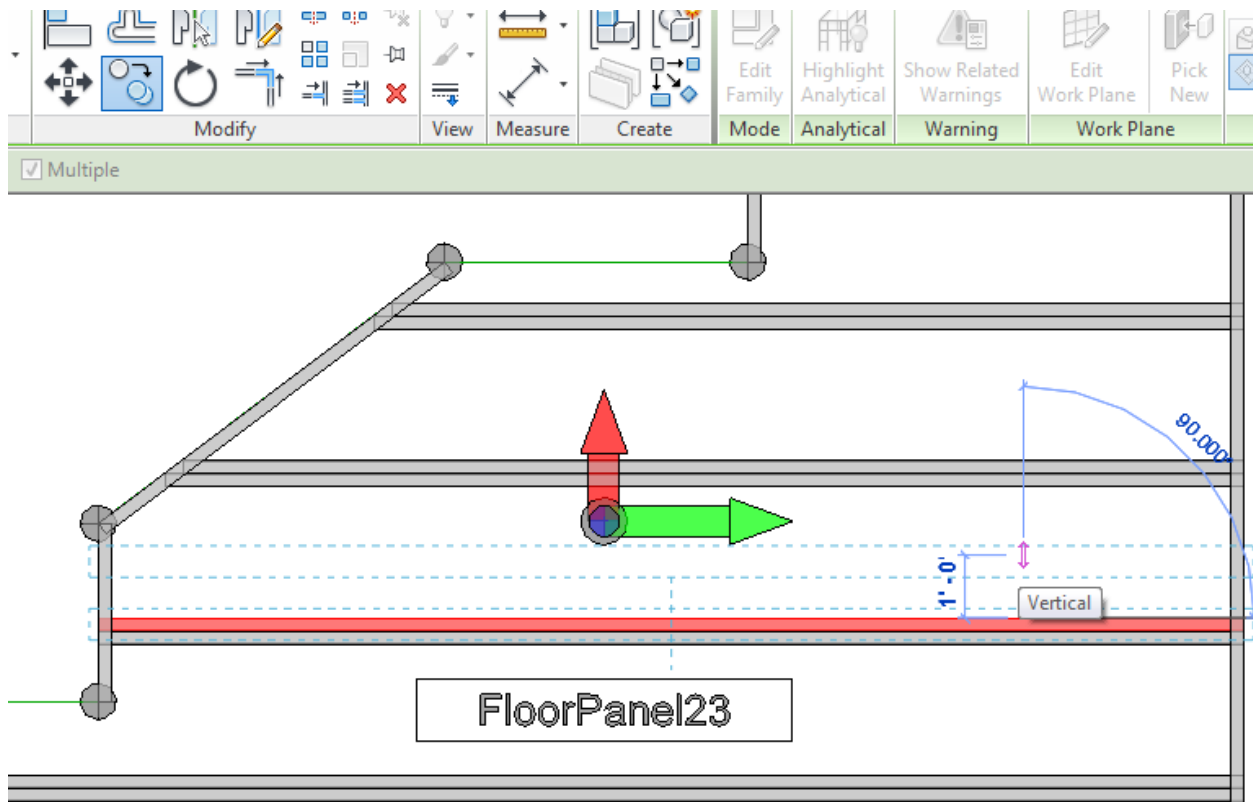 Edit Family
Highlight Analytical
Show Related Warnings
Edit Work Plane
Pick New
Modify
View
Measure
Create
Mode
Analytical
Warning
Work Plane
Multiple
90.000°
1' - 0"
Vertical
FloorPanel23